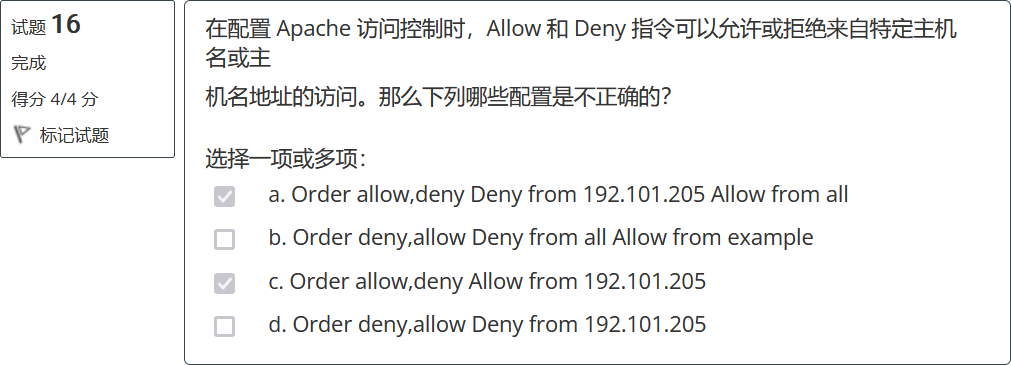 试题 16
完成
得分 4/4 分
标记试题
在配置 Apache 访问控制时，Allow 和 Deny 指令可以允许或拒绝来自特定主机
名或主
机名地址的访问。那么下列哪些配置是不正确的？
选择一项或多项：
a. Order allow,deny Deny from 192.101.205 Allow from all
b. Order deny,allow Deny from all Allow from example
c. Order allow,deny Allow from 192.101.205
d. Order deny,allow Deny from 192.101.205